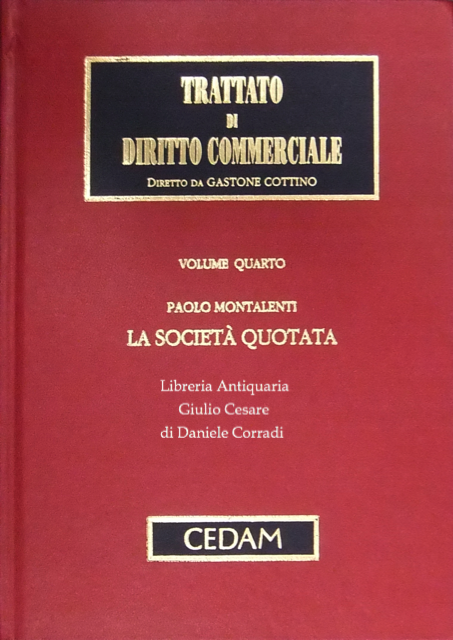 TRATTATO
DI
DIRITTO COMMERCIALE
DIRETTO DA GASTONE COTTINO
VOLUME QUARTO
PAOLO MONTALENTI
LA SOCIETÀ QUOTATA
Libreria Antiquaria
Giulio Cesare
di Daniele Corradi
CEDAM